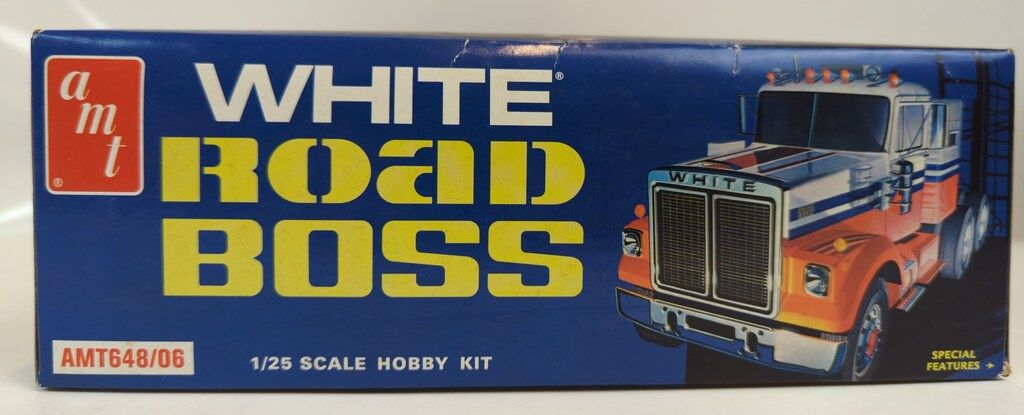 amt
®
WHITE®
ROAD
BOSS
WHITE
AMT648/06
1/25 SCALE HOBBY KIT
SPECIAL
FEATURES →